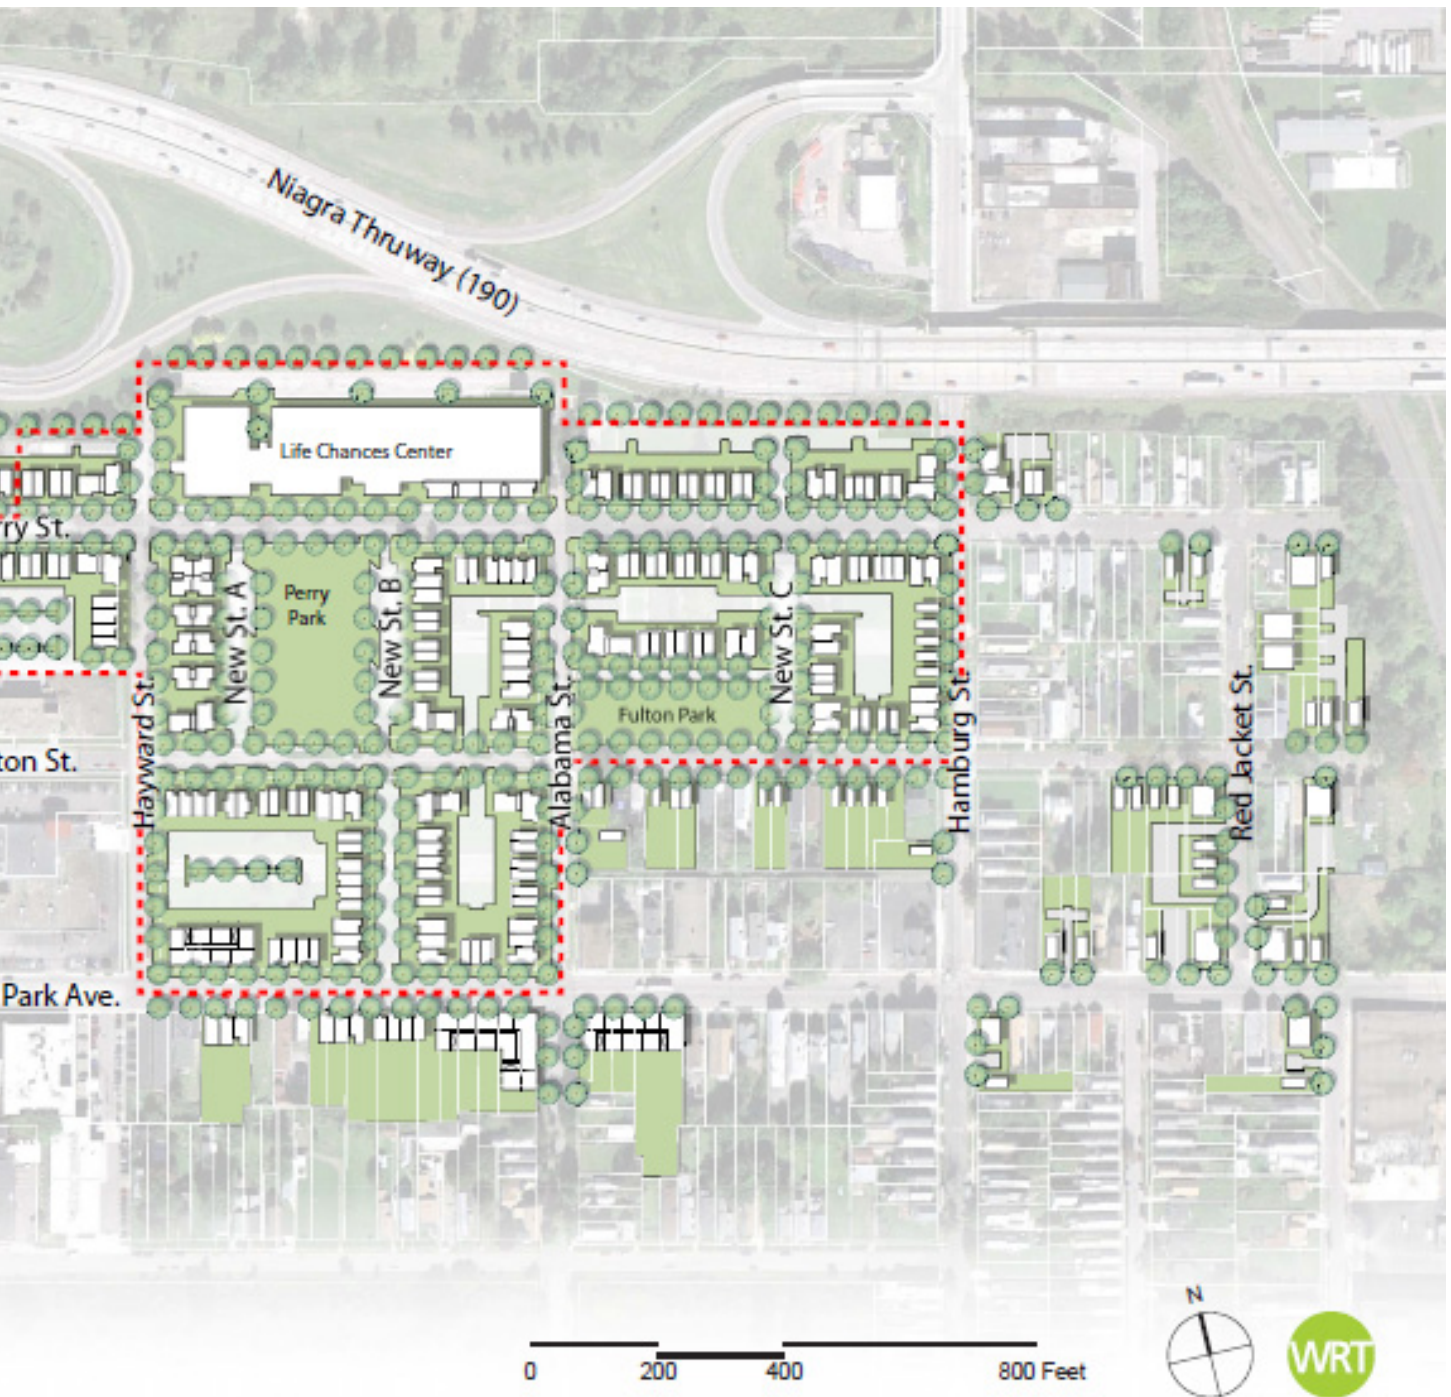 Niagra Thruway (190)
Life Chances Center
ry St.
Perry
Park
New St. A
New St. B
New St. C
Fulton Park
Hayward St.
Alabama St.
Hamburg St.
Red Jacket St.
ton St.
Park Ave.
N
0
200
400
800 Feet
WRT